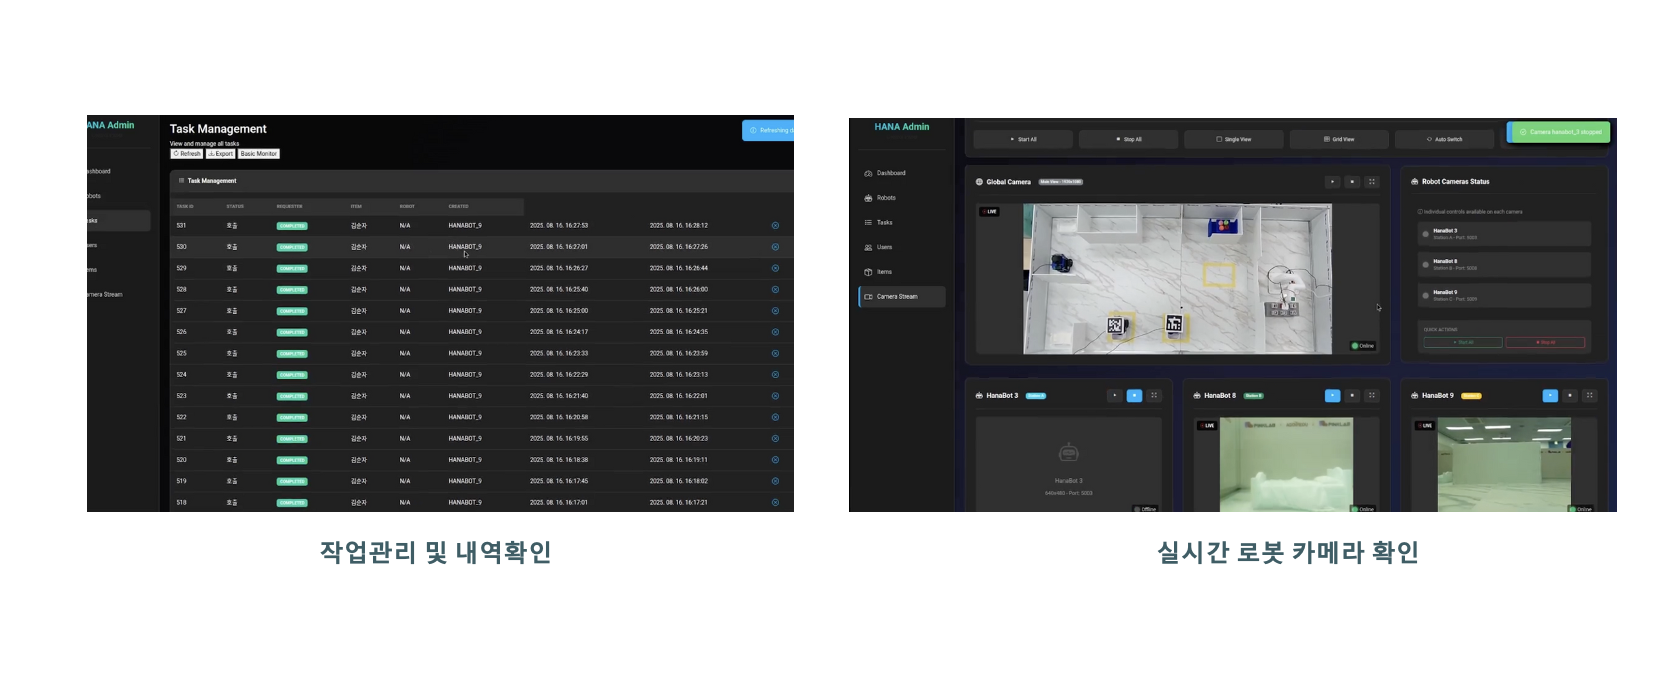 ANA Admin
ashboard
obots
asks
sers
ems
amera Stream
Task Management
View and manage all tasks
Refresh Export Basic Monitor
Refreshing d
Task Management
TASK ID STATUS REQUESTER ITEM ROBOT CREATED
531 호출 COMPLETED 김순자 N/A HANABOT_9 2025. 08. 16. 16:27:53 2025. 08. 16. 16:28:12
530 호출 COMPLETED 김순자 N/A HANABOT_9 2025. 08. 16. 16:27:01 2025. 08. 16. 16:27:26
529 호출 COMPLETED 김순자 N/A HANABOT_9 2025. 08. 16. 16:26:27 2025. 08. 16. 16:26:44
528 호출 COMPLETED 김순자 N/A HANABOT_9 2025. 08. 16. 16:25:40 2025. 08. 16. 16:26:00
527 호출 COMPLETED 김순자 N/A HANABOT_9 2025. 08. 16. 16:25:00 2025. 08. 16. 16:25:21
526 호출 COMPLETED 김순자 N/A HANABOT_9 2025. 08. 16. 16:24:17 2025. 08. 16. 16:24:35
525 호출 COMPLETED 김순자 N/A HANABOT_9 2025. 08. 16. 16:23:33 2025. 08. 16. 16:23:59
524 호출 COMPLETED 김순자 N/A HANABOT_9 2025. 08. 16. 16:22:29 2025. 08. 16. 16:23:13
523 호출 COMPLETED 김순자 N/A HANABOT_9 2025. 08. 16. 16:21:40 2025. 08. 16. 16:22:01
522 호출 COMPLETED 김순자 N/A HANABOT_9 2025. 08. 16. 16:20:58 2025. 08. 16. 16:21:15
521 호출 COMPLETED 김순자 N/A HANABOT_9 2025. 08. 16. 16:19:55 2025. 08. 16. 16:20:23
520 호출 COMPLETED 김순자 N/A HANABOT_9 2025. 08. 16. 16:18:38 2025. 08. 16. 16:19:11
519 호출 COMPLETED 김순자 N/A HANABOT_9 2025. 08. 16. 16:17:45 2025. 08. 16. 16:18:02
518 호출 COMPLETED 김순자 N/A HANABOT_9 2025. 08. 16. 16:17:01 2025. 08. 16. 16:17:21
작업관리 및 내역확인
HANA Admin
Dashboard
Robots
Tasks
Users
Items
Camera Stream
Start All Stop All Single View Grid View Auto Switch
Camera hanabot_3 stopped
Global Camera
LIVE
Online
Robot Cameras Status
Individual controls available on each camera
HanaBot 3
Station A - Port: 5003
HanaBot 8
Station B - Port: 5008
HanaBot 9
Station C - Port: 5009
QUICK ACTIONS
Start All Stop All
HanaBot 3 Station A
HanaBot 3
640x480 - Port: 5003
Offline
HanaBot 8 Station B
LIVE
Online
HanaBot 9
LIVE
Online
실시간 로봇 카메라 확인